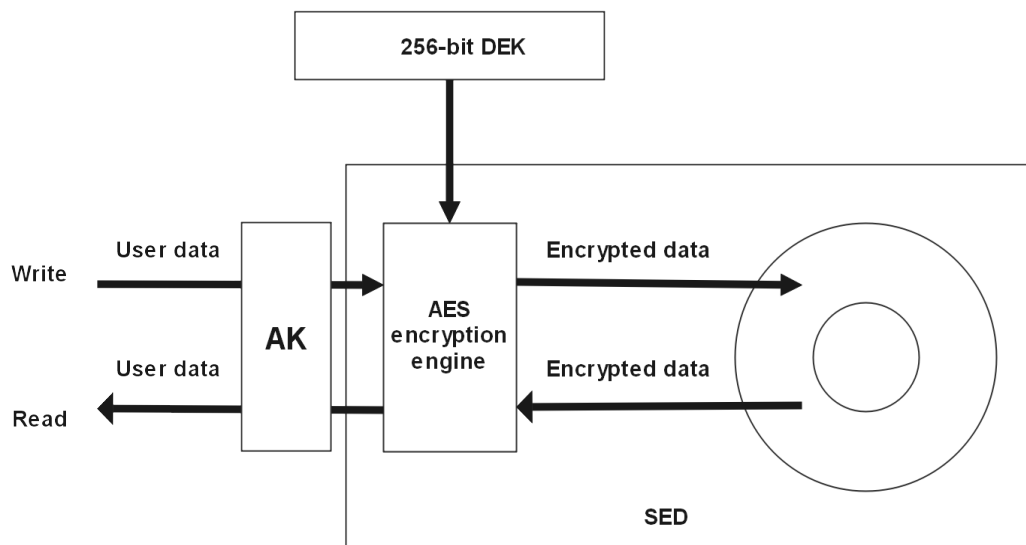 256-bit DEK
User data
Encrypted data
Write
AK
AES
encryption
engine
User data
Encrypted data
Read
SED